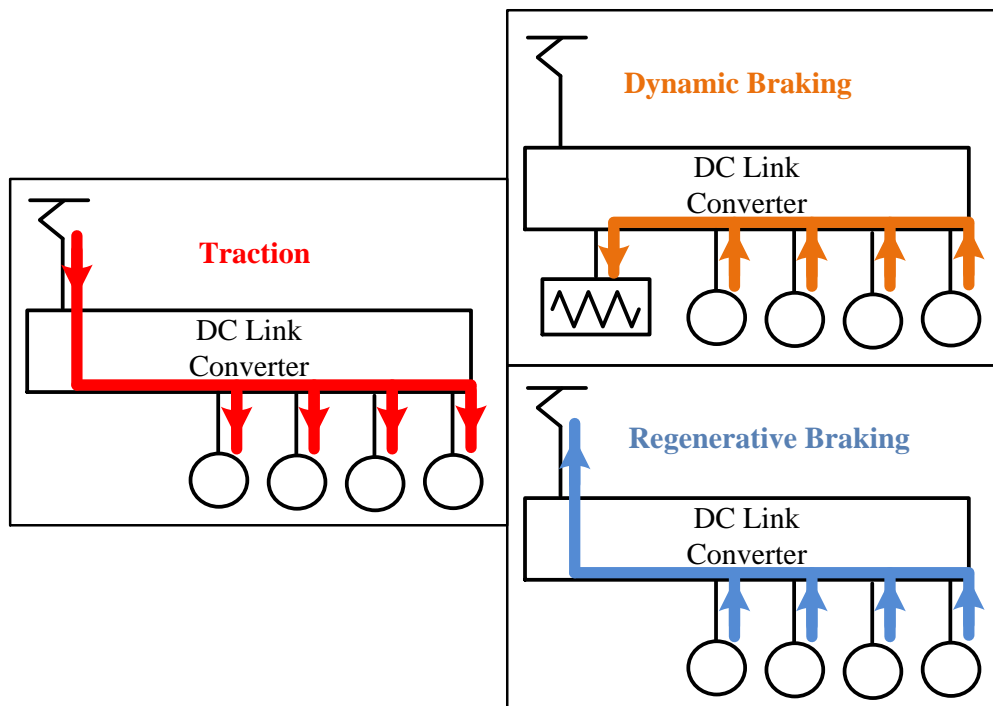 Traction
DC Link
Converter
Dynamic Braking
DC Link
Converter
Regenerative Braking
DC Link
Converter